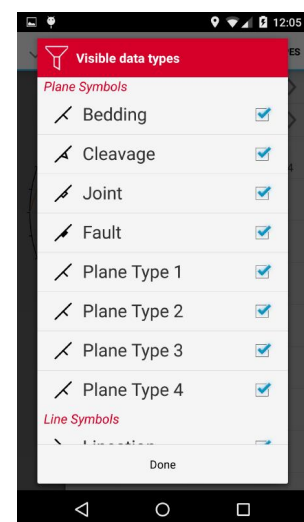 12:05
Visible data types
Plane Symbols
Bedding
Cleavage
Joint
Fault
Plane Type 1
Plane Type 2
Plane Type 3
Plane Type 4
Line Symbols
Lineation
Done